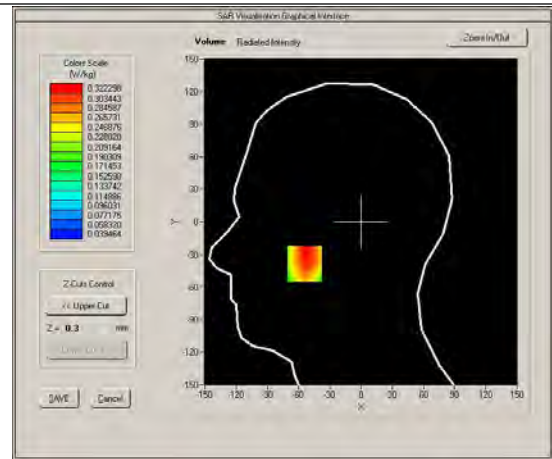 SAR Visualisation Graphical Interface
Volume Radiated Intensity
Zoom In/Out
Colors Scale
(W/kg)
0.322298
0.303443
0.284587
0.265731
0.246876
0.228020
0.209164
0.190309
0.171453
0.152598
0.133742
0.114886
0.096031
0.077175
0.058320
0.039464
150
120
90
60
30
0
-30
-60
-90
-120
-150
Y
-150 -120 -90 -60 -30 0 30 60 90 120 150
X
Z-Cuts Control
<< Upper Cut
Z = 0.3 mm
SAVE Cancel